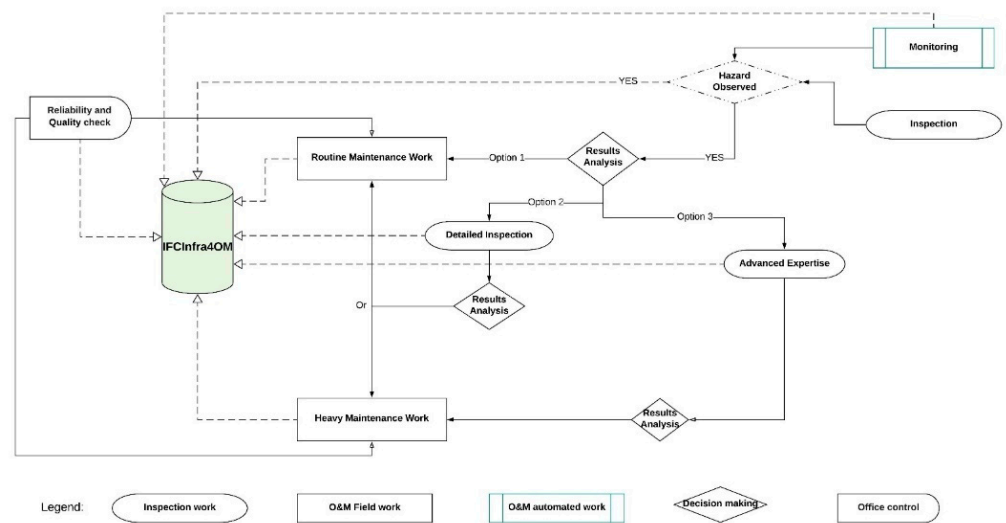 Monitoring
Hazard
Observed
YES
Reliability and
Quality check
Inspection
Routine Maintenance Work
Option 1
Results
Analysis
YES
Option 2
Option 3
Detailed Inspection
IFCInfra4OM
Advanced Expertise
Or
Results
Analysis
Heavy Maintenance Work
Results
Analysis
Legend:
Inspection work
O&M Field work
O&M automated work
Decision making
Office control